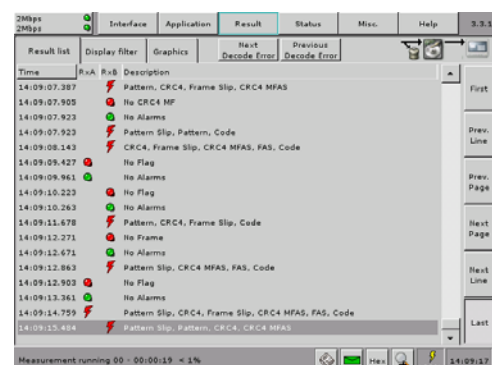 2Mbps Interface Application Result Status Misc. Help 3.3.1
2Mbps
Result list Display filter Graphics Next Decode Error Previous Decode Error
Time RxA RxB Description
14:09:07.387 Pattern, CRC4, Frame Slip, CRC4 MFAS
14:09:07.905 No CRC4 MF
14:09:07.923 No Alarms
14:09:07.923 Pattern Slip, Pattern, Code
14:09:08.143 CRC4, Frame Slip, CRC4 MFAS, FAS, Code
14:09:09.427 No Flag
14:09:09.961 No Alarms
14:09:10.223 No Flag
14:09:10.263 No Alarms
14:09:11.678 Pattern, CRC4, Frame Slip, Code
14:09:12.271 No Frame
14:09:12.671 No Alarms
14:09:12.863 Pattern Slip, CRC4 MFAS, FAS, Code
14:09:12.903 No Flag
14:09:13.361 No Alarms
14:09:14.759 Pattern Slip, CRC4, Frame Slip, CRC4 MFAS, FAS, Code
14:09:15.484 Pattern Slip, Pattern, CRC4, CRC4 MFAS
First
Prev. Line
Prev. Page
Next Page
Next Line
Last
Measurement running 00 - 00:00:19 < 1% Hex 14:09:17